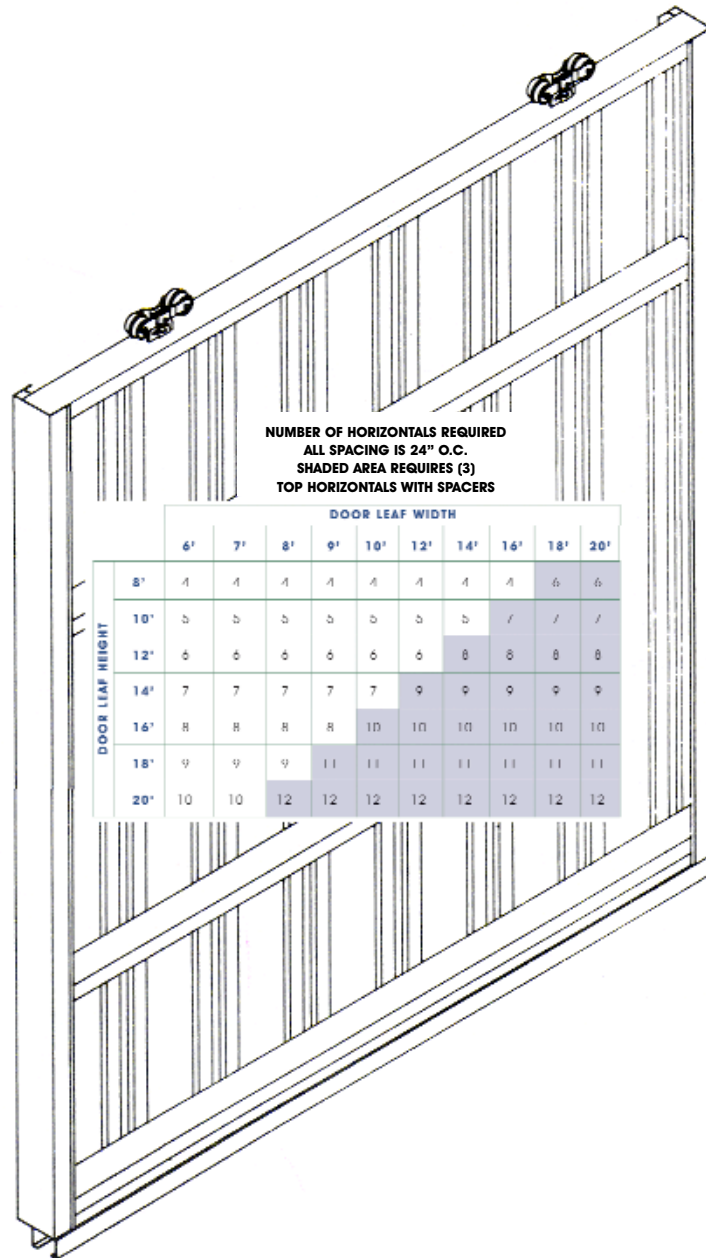 NUMBER OF HORIZONTALS REQUIRED
ALL SPACING IS 24" O.C.
SHADED AREA REQUIRES (3)
TOP HORIZONTALS WITH SPACERS
DOOR LEAF WIDTH
6' 7' 8' 9' 10' 12' 14' 16' 18' 20'
DOOR LEAF HEIGHT
8' 4 4 4 4 4 4 4 4 6 6
10' 5 5 5 5 5 5 5 7 7 7
12' 6 6 6 6 6 6 8 8 8 8
14' 7 7 7 7 7 9 9 9 9 9
16' 8 8 8 8 10 10 10 10 10 10
18' 9 9 9 11 11 11 11 11 11 11
20' 10 10 12 12 12 12 12 12 12 12